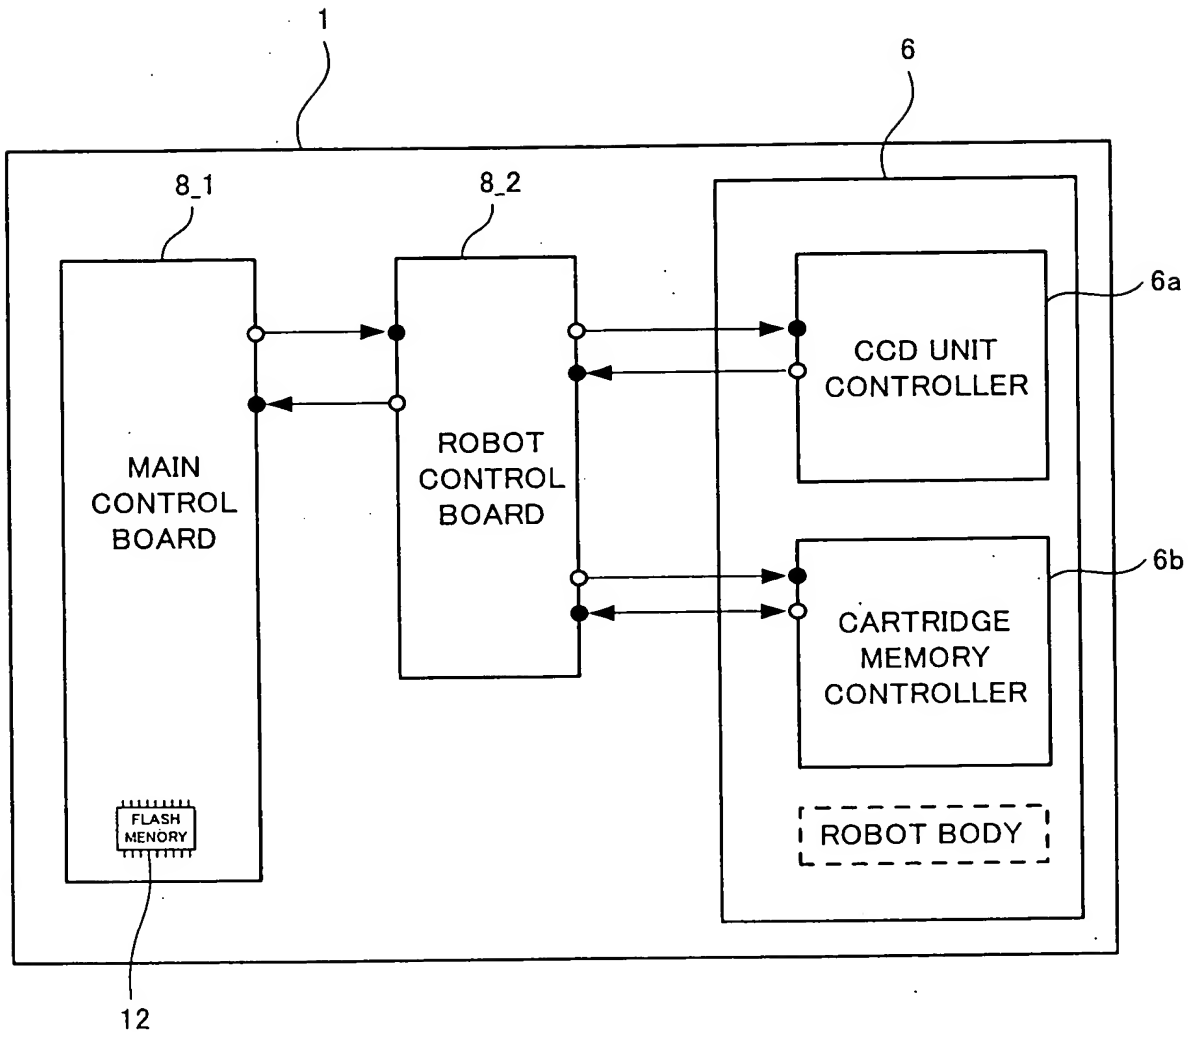 1
6
8_1
8_2
6a
CCD UNIT
CONTROLLER
MAIN
CONTROL
BOARD
ROBOT
CONTROL
BOARD
6b
CARTRIDGE
MEMORY
CONTROLLER
FLASH
MENORY
ROBOT BODY
12